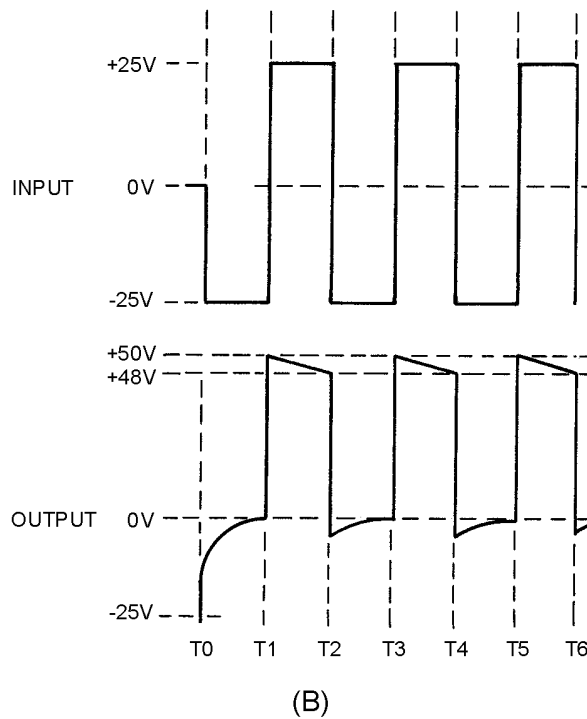 +25V
INPUT 0V
-25V
+50V
+48V
OUTPUT 0V
-25V
T0 T1 T2 T3 T4 T5 T6
(B)